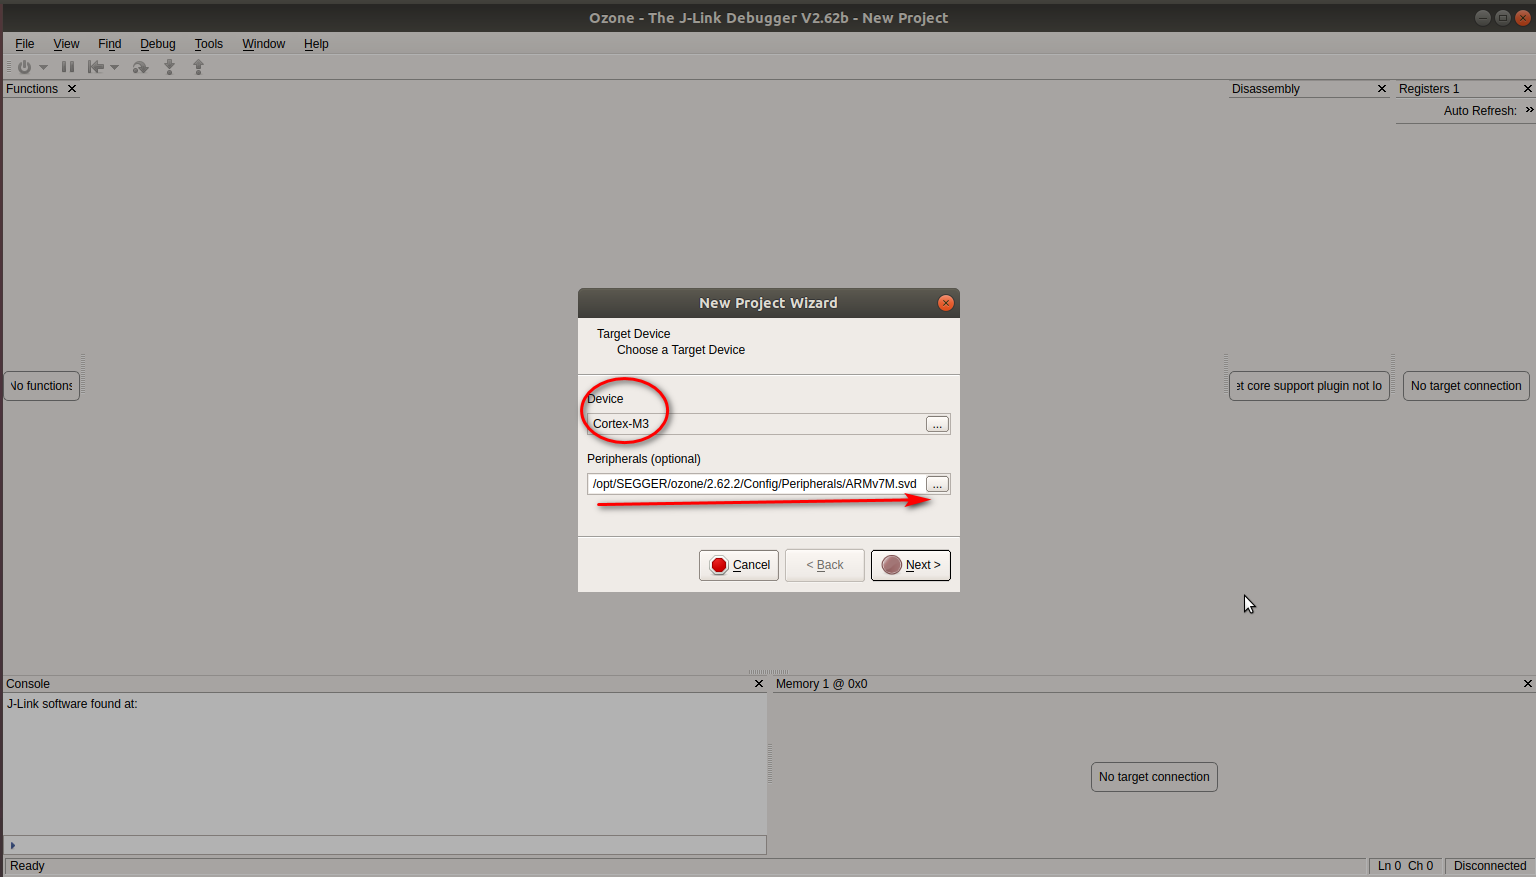 Ozone - The J-Link Debugger V2.62b - New Project
File View Find Debug Tools Window Help
Functions
Disassembly
Registers 1
Auto Refresh: »
New Project Wizard
Target Device
Choose a Target Device
Device
Cortex-M3
...
Peripherals (optional)
/opt/SEGGER/ozone/2.62.2/Config/Peripherals/ARMv7M.svd
...
Cancel
< Back
Next >
No functions
et core support plugin not lo
No target connection
Console
J-Link software found at:
Memory 1 @ 0x0
No target connection
Ready
Ln 0 Ch 0
Disconnected